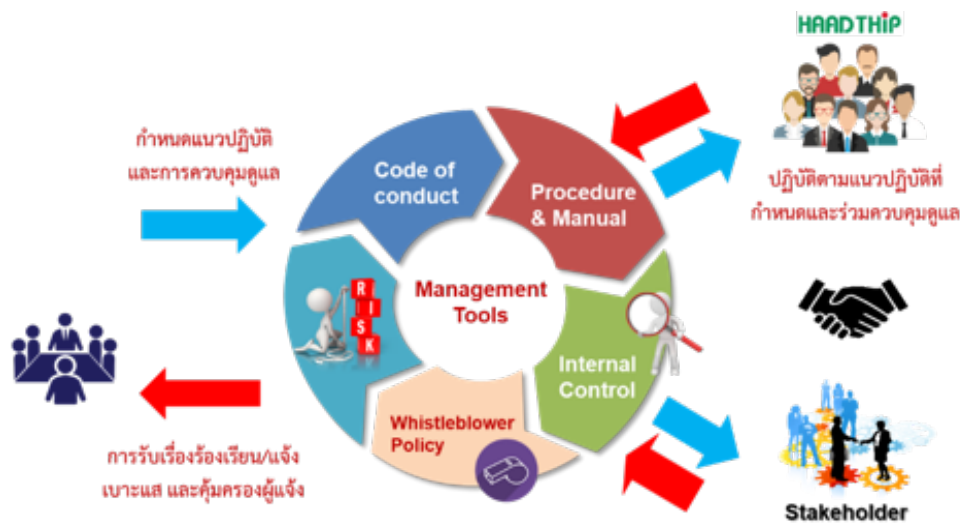 HAADTHIP
กำหนดแนวปฏิบัติ
และการควบคุมดูแล
Code of
conduct
Procedure
& Manual
ปฏิบัติตามแนวปฏิบัติที่
กำหนดและร่วมควบคุมดูแล
RISK
Management
Tools
Internal
Control
Whistleblower
Policy
การรับเรื่องร้องเรียน/แจ้ง
เบาะแส และคุ้มครองผู้แจ้ง
Stakeholder